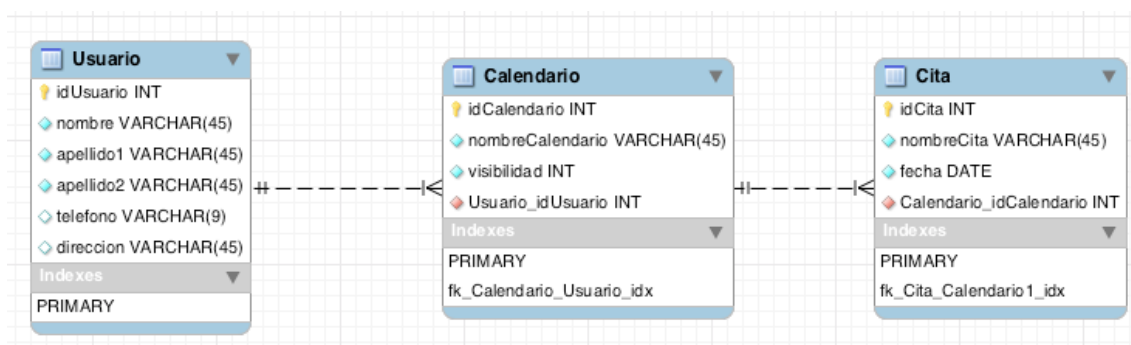 Usuario
idUsuario INT
nombre VARCHAR(45)
apellido1 VARCHAR(45)
apellido2 VARCHAR(45)
telefono VARCHAR(9)
direccion VARCHAR(45)
Indexes
PRIMARY
Calendario
idCalendario INT
nombreCalendario VARCHAR(45)
visibilidad INT
Usuario_idUsuario INT
Indexes
PRIMARY
fk_Calendario_Usuario_idx
Cita
idCita INT
nombreCita VARCHAR(45)
fecha DATE
Calendario_idCalendario INT
Indexes
PRIMARY
fk_Cita_Calendario1_idx